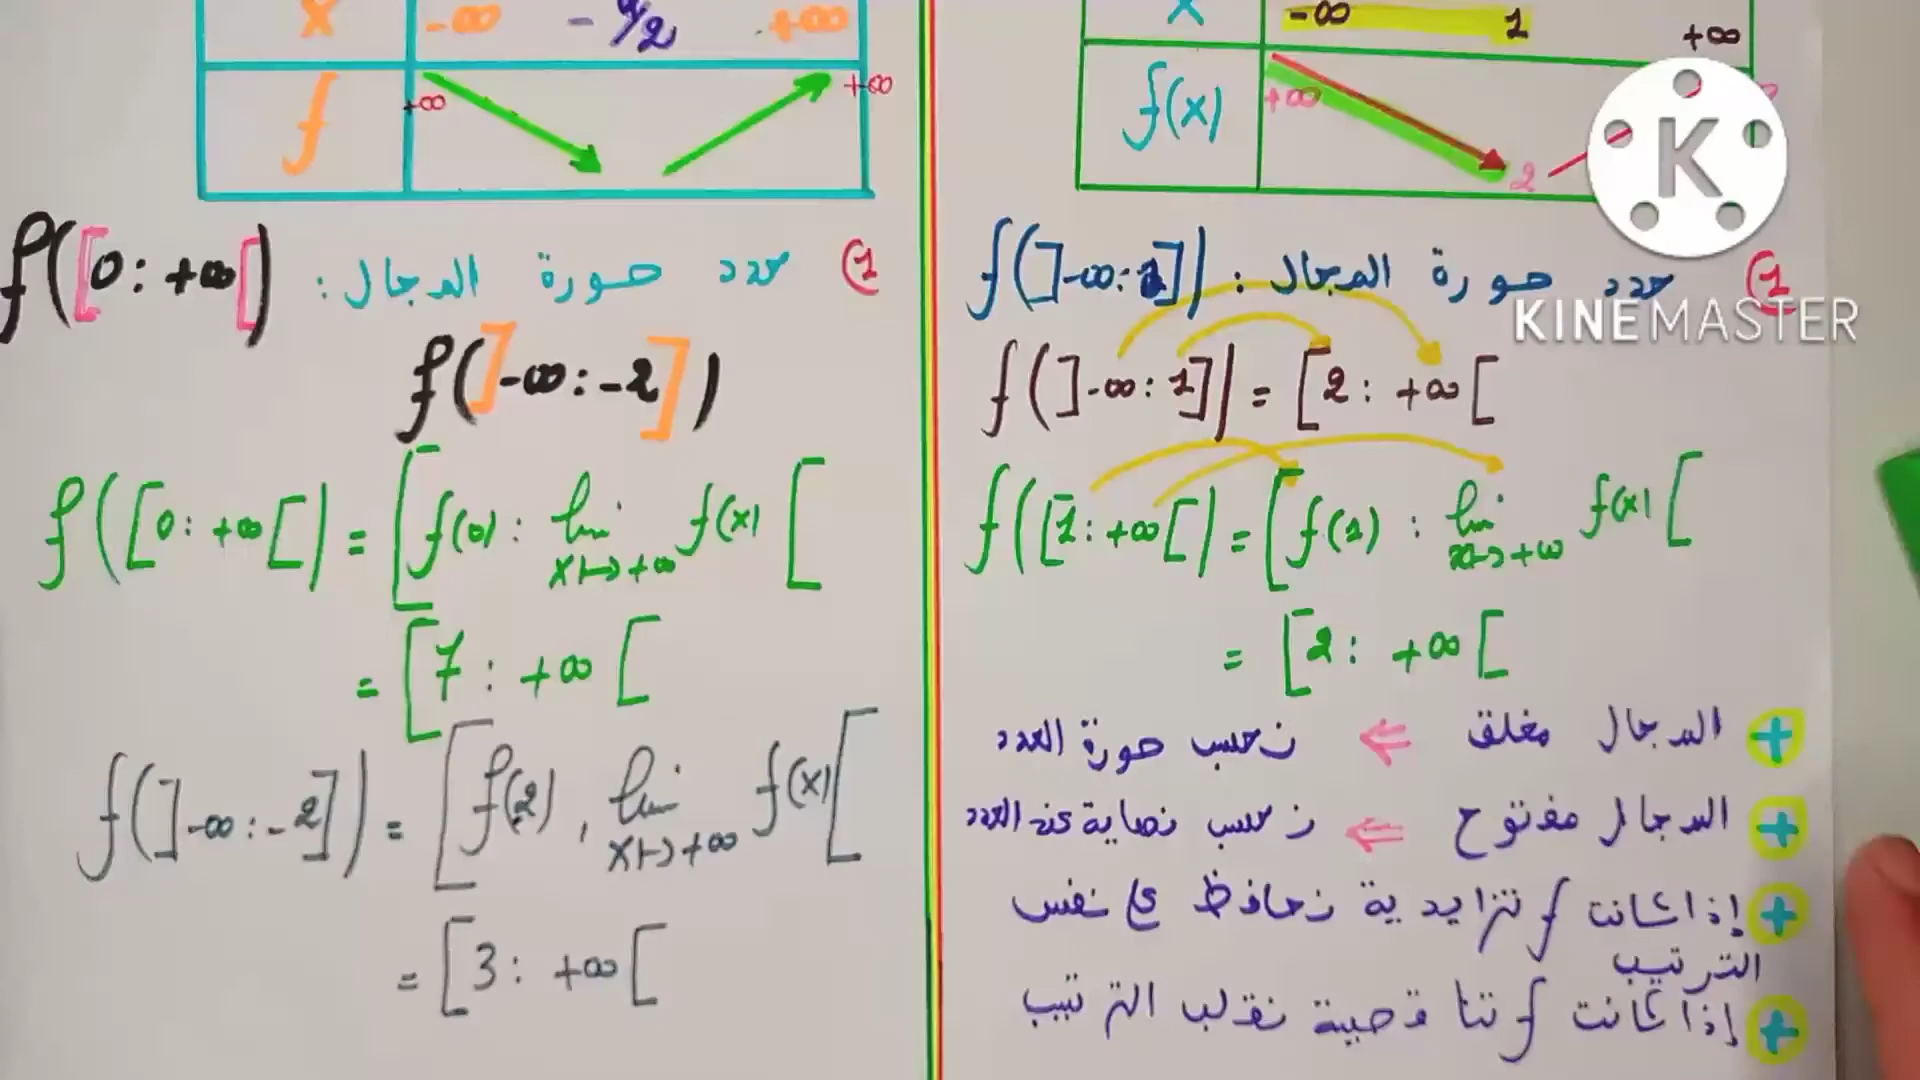 x -∞ 1 +∞
f(x) +∞ 2
K
KINEMASTER
1) حدد صورة المجال : f(]-∞:1])
f(]-∞:1]) = [2: +∞[
f([1:+∞[) = [f(1) : lim x→+∞ f(x)[
= [2: +∞[
+ المجال مغلق ⇐ نحسب صورة العدد
+ المجال مفتوح ⇐ نحسب نهاية عند العدد
+ إذا كانت f تزايدية نحافظ على نفس
الترتيب
+ إذا كانت f تناقصية نقلب الترتيب
x -∞ +∞
f +∞ +∞
1) حدد صورة المجال : f([0:+∞[)
f(]-∞:-2])
f([0:+∞[) = [f(0) : lim x→+∞ f(x)[
= [7: +∞[
f(]-∞:-2]) = [f(2), lim x→+∞ f(x)[
= [3: +∞[